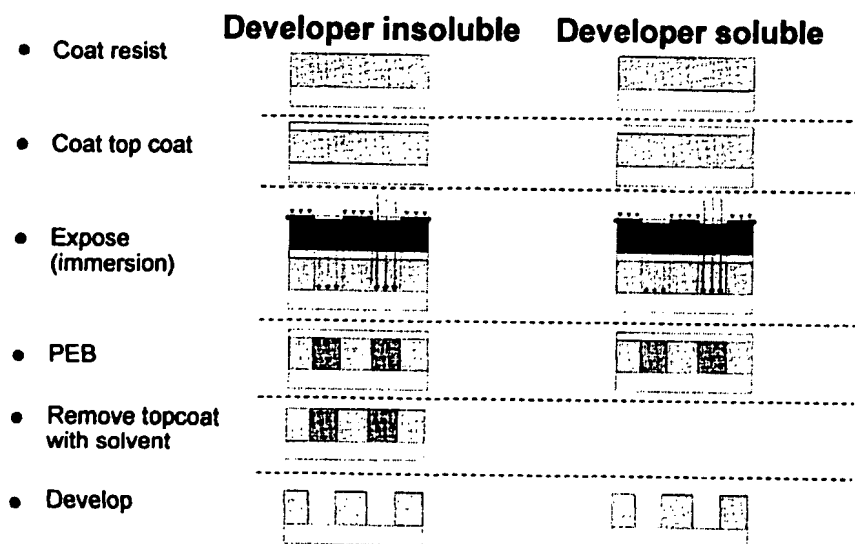 Developer insoluble Developer soluble
• Coat resist
• Coat top coat
• Expose
(immersion)
• PEB
• Remove topcoat
with solvent
• Develop